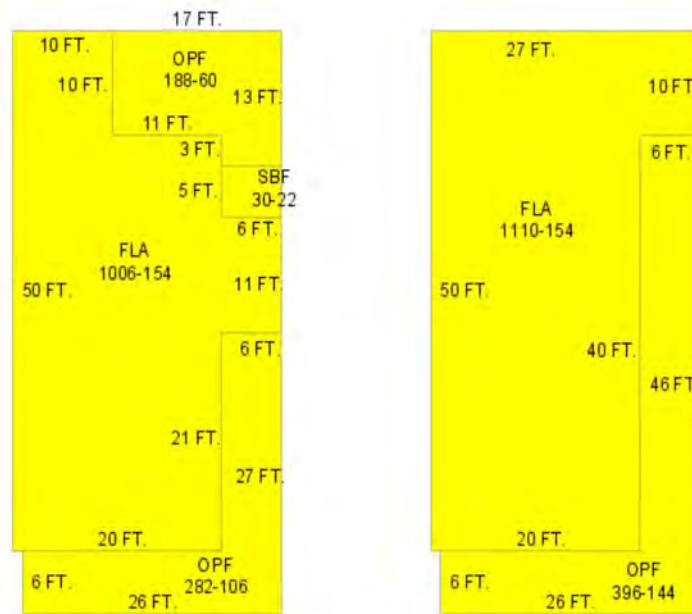 17 FT.
10 FT.
OPF
188-60
10 FT.
13 FT.
11 FT.
3 FT.
SBF
30-22
5 FT.
6 FT.
FLA
1006-154
50 FT.
11 FT.
6 FT.
21 FT.
27 FT.
20 FT.
OPF
282-106
6 FT.
26 FT.
27 FT.
10 FT
6 FT.
FLA
1110-154
50 FT.
40 FT.
46 FT
20 FT.
OPF
396-144
6 FT.
26 FT.